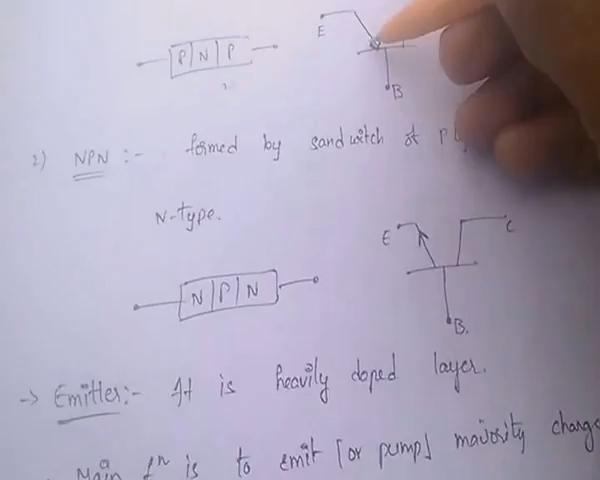 E
P N P
B
2) NPN :- formed by sandwitch of
N-type.
E C
N P N
B.
-> Emitter:- It is heavily doped layer.
Main fn is to emit [or pump] majority charge